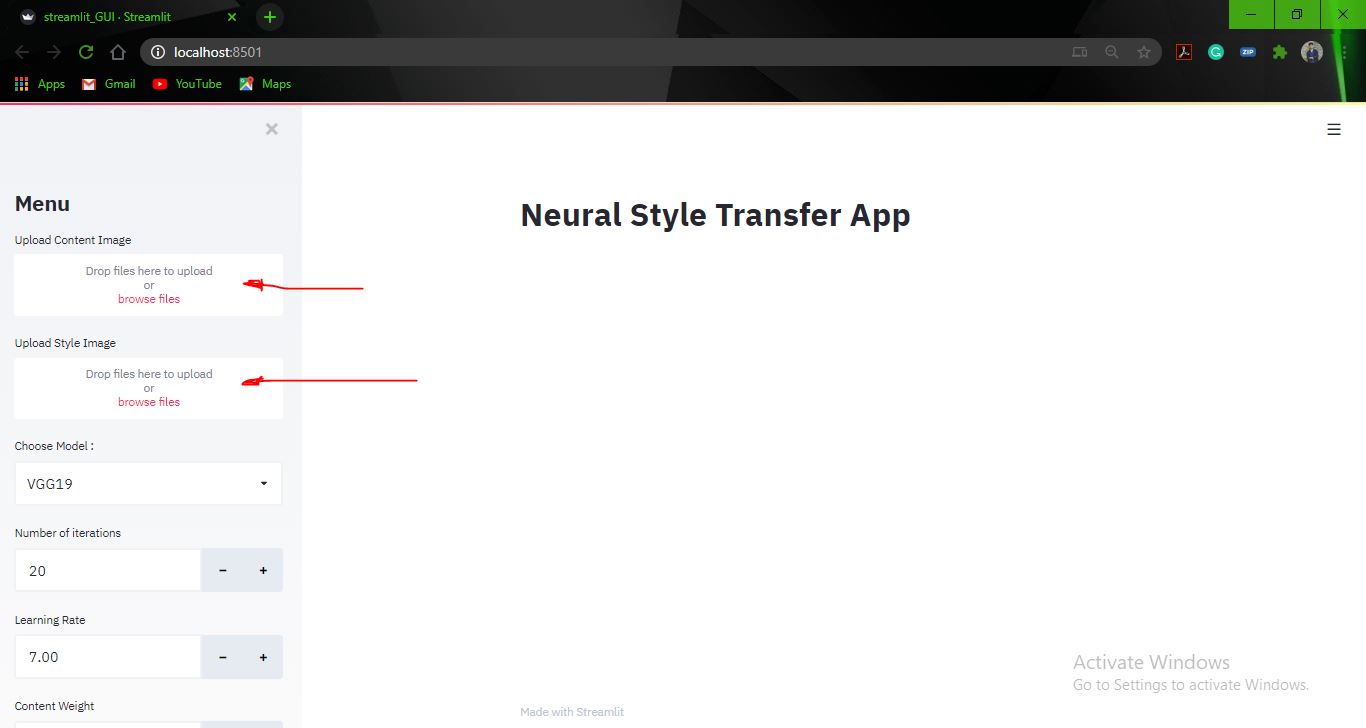 streamlit_GUI · Streamlit
localhost:8501
ZIP
Apps Gmail YouTube Maps
Menu
Upload Content Image
Drop files here to upload
or
browse files
Upload Style Image
Drop files here to upload
or
browse files
Choose Model :
VGG19
Number of iterations
20
Learning Rate
7.00
Content Weight
Neural Style Transfer App
Made with Streamlit
Activate Windows
Go to Settings to activate Windows.